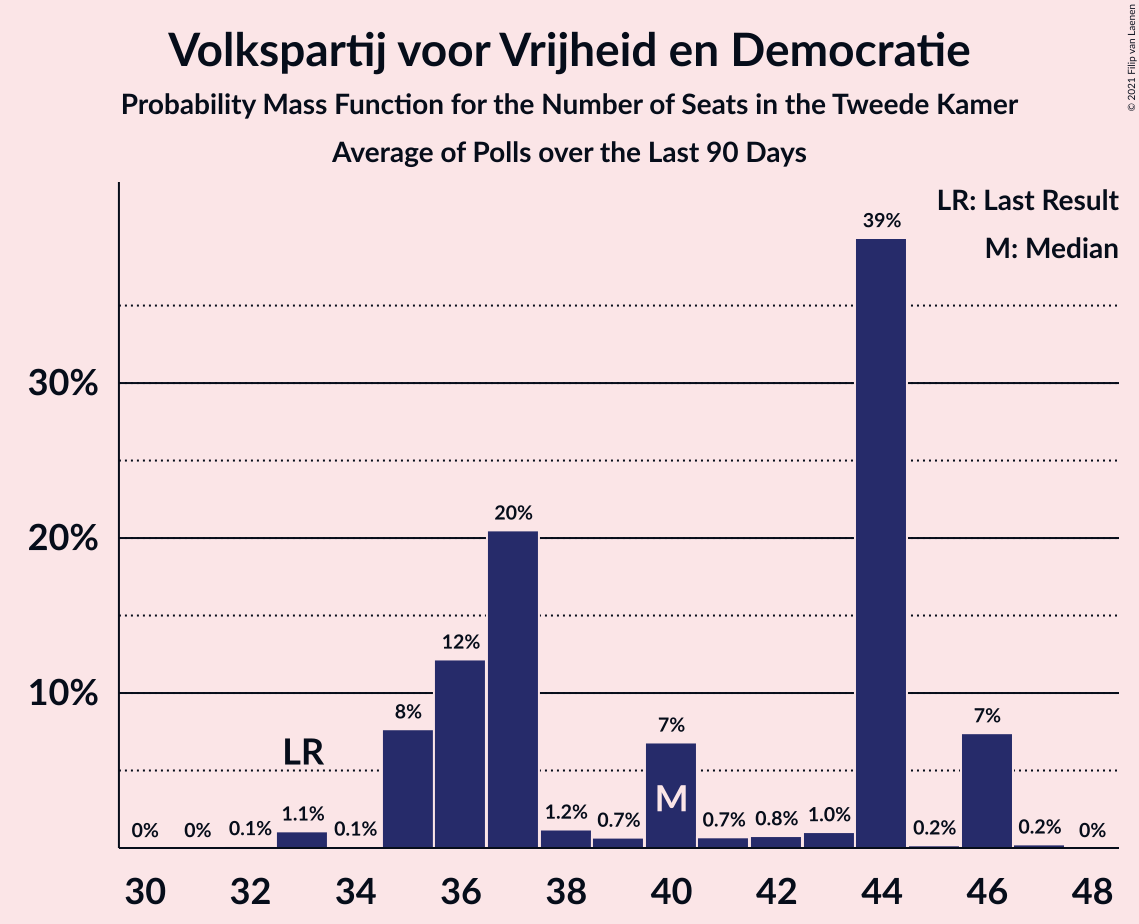 Volkspartij voor Vrijheid en Democratie
Probability Mass Function for the Number of Seats in the Tweede Kamer
Average of Polls over the Last 90 Days
© 2021 Filip van Laenen
LR: Last Result
M: Median
39%
30%
20%
20%
12%
10%
8%
7%
7%
LR
M
0%
0%
0.1%
1.1%
0.1%
1.2%
0.7%
0.7%
0.8%
1.0%
0.2%
0.2%
0%
30 32 34 36 38 40 42 44 46 48